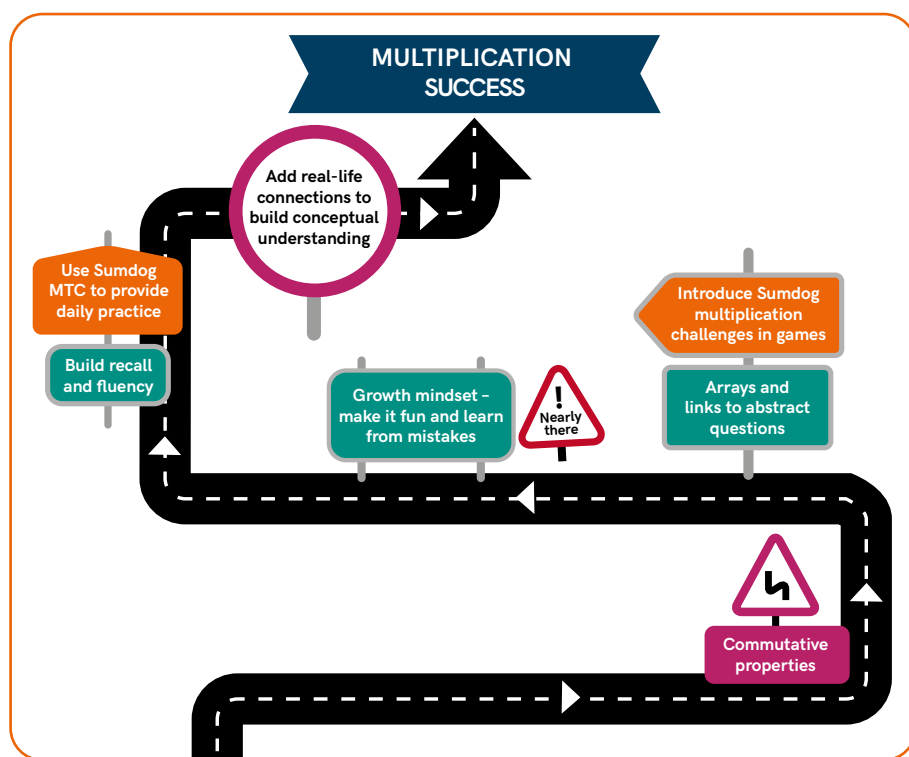 MULTIPLICATION
SUCCESS
Add real-life
connections to
build conceptual
understanding
Use Sumdog
MTC to provide
daily practice
Build recall
and fluency
Introduce Sumdog
multiplication
challenges in games
Growth mindset –
make it fun and learn
from mistakes
!
Nearly
there
Arrays and
links to abstract
questions
Commutative
properties